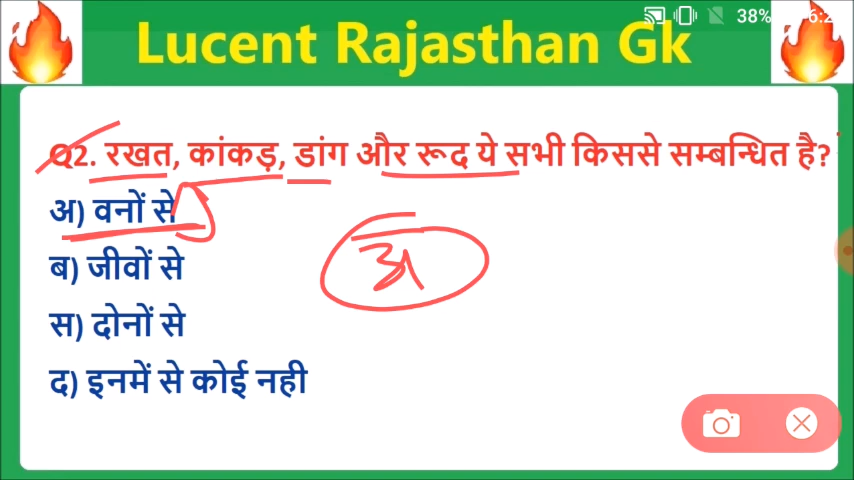 38%
Lucent Rajasthan Gk
Q2. रखत, कांकड़, डांग और रूद ये सभी किससे सम्बन्धित है?
अ) वनों से
अ
ब) जीवों से
स) दोनों से
द) इनमें से कोई नही